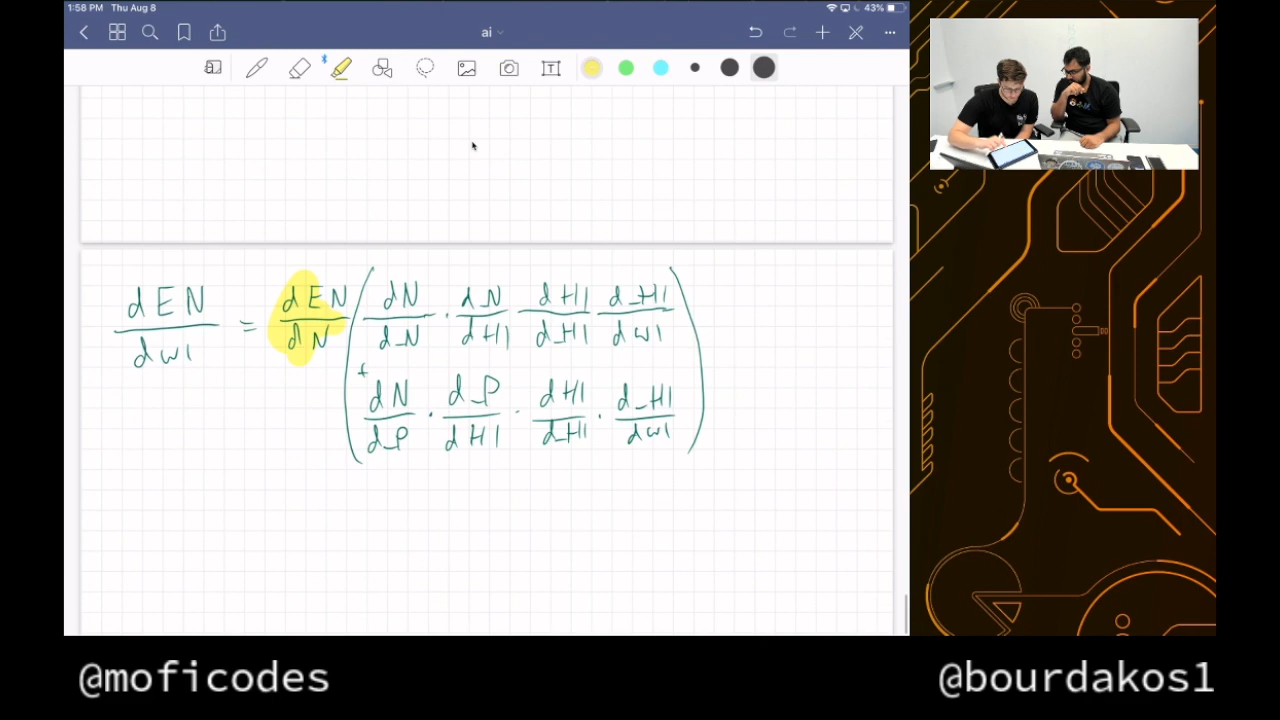 1:58 PM Thu Aug 8
43%
ai
T
dEN/dw1 = dEN/dN ( dN/d_N · d_N/dH1 dH1/d_H1 d_H1/dw1
+ dN/d_P · d_P/dH1 · dH1/d_H1 · d_H1/dw1 )
@moficodes
@bourdakos1